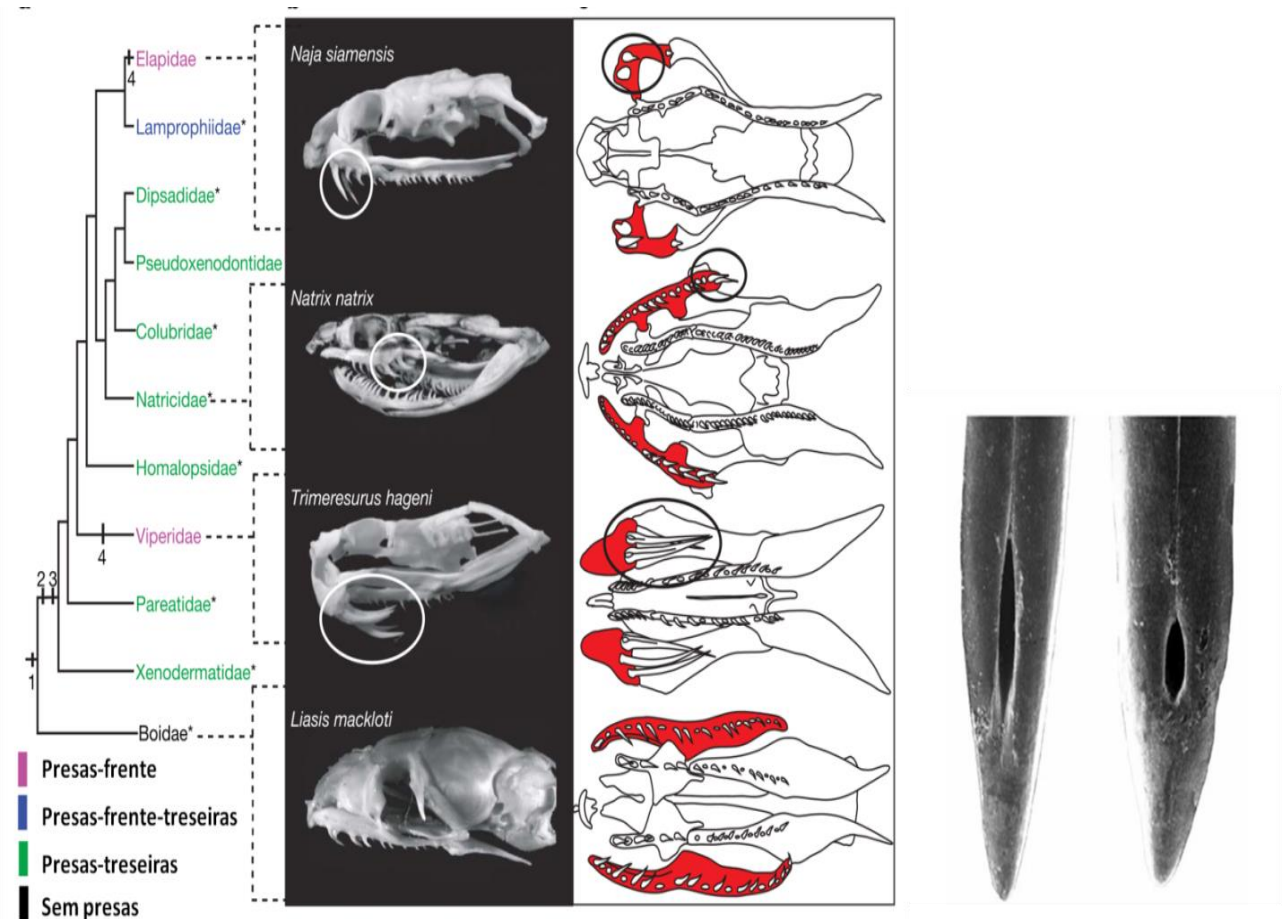 Elapidae
4
Lamprophiidae*
Dipsadidae*
Pseudoxenodontidae
Colubridae*
Natricidae*
Homalopsidae*
Viperidae
4
2 3
Pareatidae*
Xenodermatidae*
1
Boidae*
Presas-frente
Presas-frente-treseiras
Presas-treseiras
Sem presas
Naja siamensis
Natrix natrix
Trimeresurus hageni
Liasis mackloti